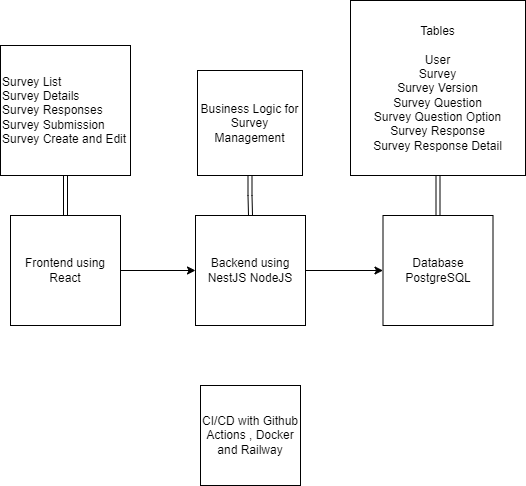 Survey List
Survey Details
Survey Responses
Survey Submission
Survey Create and Edit
Business Logic for
Survey
Management
Tables
User
Survey
Survey Version
Survey Question
Survey Question Option
Survey Response
Survey Response Detail
Frontend using
React
Backend using
NestJS NodeJS
Database
PostgreSQL
CI/CD with Github
Actions , Docker
and Railway